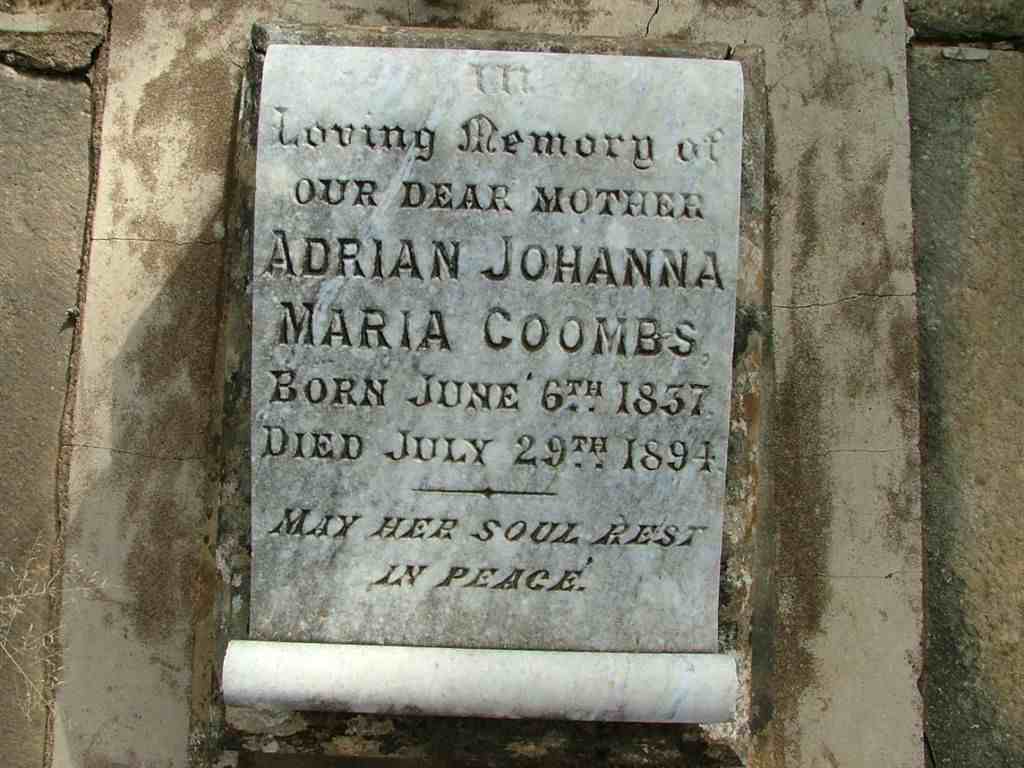 In
Loving Memory of
OUR DEAR MOTHER
ADRIAN JOHANNA
MARIA COOMBS,
BORN JUNE 6TH 1837
DIED JULY 29TH 1894
MAY HER SOUL REST
IN PEACE.